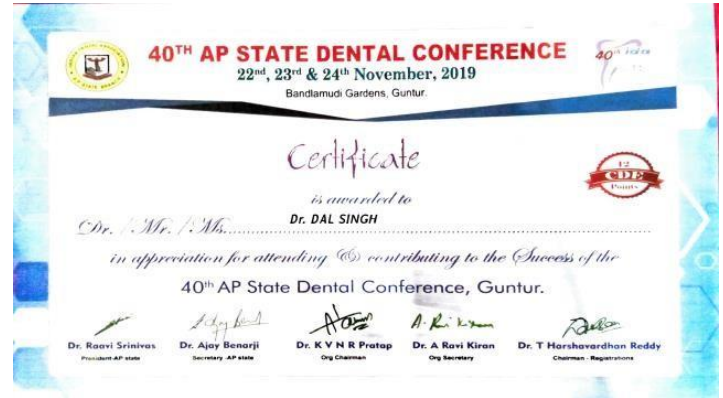 40TH AP STATE DENTAL CONFERENCE
22nd, 23rd & 24th November, 2019
Bandlamudi Gardens, Guntur.
Certificate
12
CDE
Points
is awarded to
Dr. DAL SINGH
Dr. / Mr. / Ms.
in appreciation for attending & contributing to the Success of the
40th AP State Dental Conference, Guntur.
Dr. Raavi Srinivas Dr. Ajay Benarji Dr. K V N R Pratap Dr. A Ravi Kiran Dr. T Harshavardhan Reddy
President-AP state Secretary -AP state Org Chairman Org Secretary Chairman - Registrations